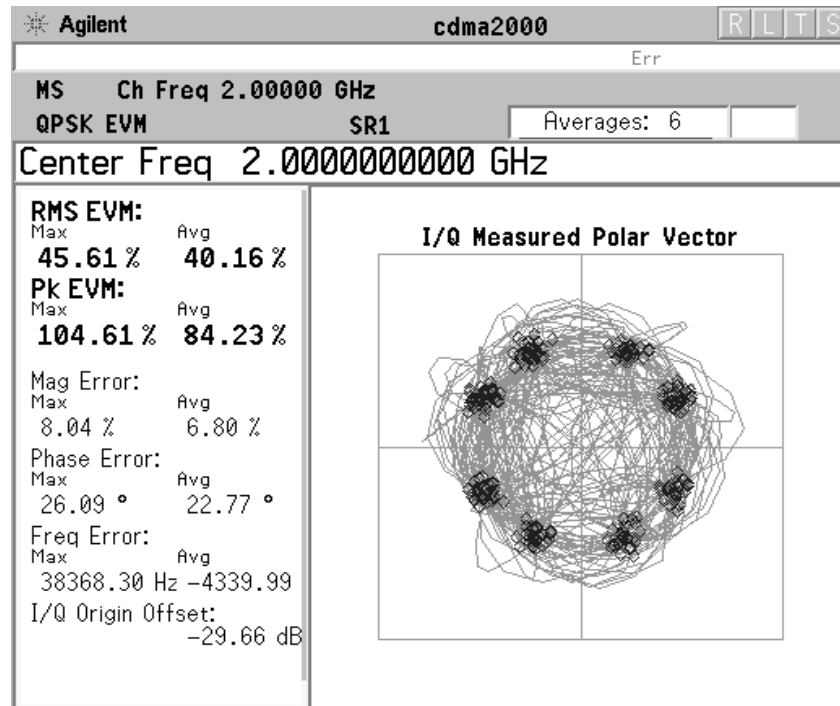 Agilent cdma2000 R L T S
Err
MS Ch Freq 2.00000 GHz
QPSK EVM SR1 Averages: 6
Center Freq 2.0000000000 GHz
RMS EVM:
Max Avg
45.61 % 40.16 %
Pk EVM:
Max Avg
104.61 % 84.23 %
Mag Error:
Max Avg
8.04 % 6.80 %
Phase Error:
Max Avg
26.09 ° 22.77 °
Freq Error:
Max Avg
38368.30 Hz -4339.99
I/Q Origin Offset:
-29.66 dB
I/Q Measured Polar Vector